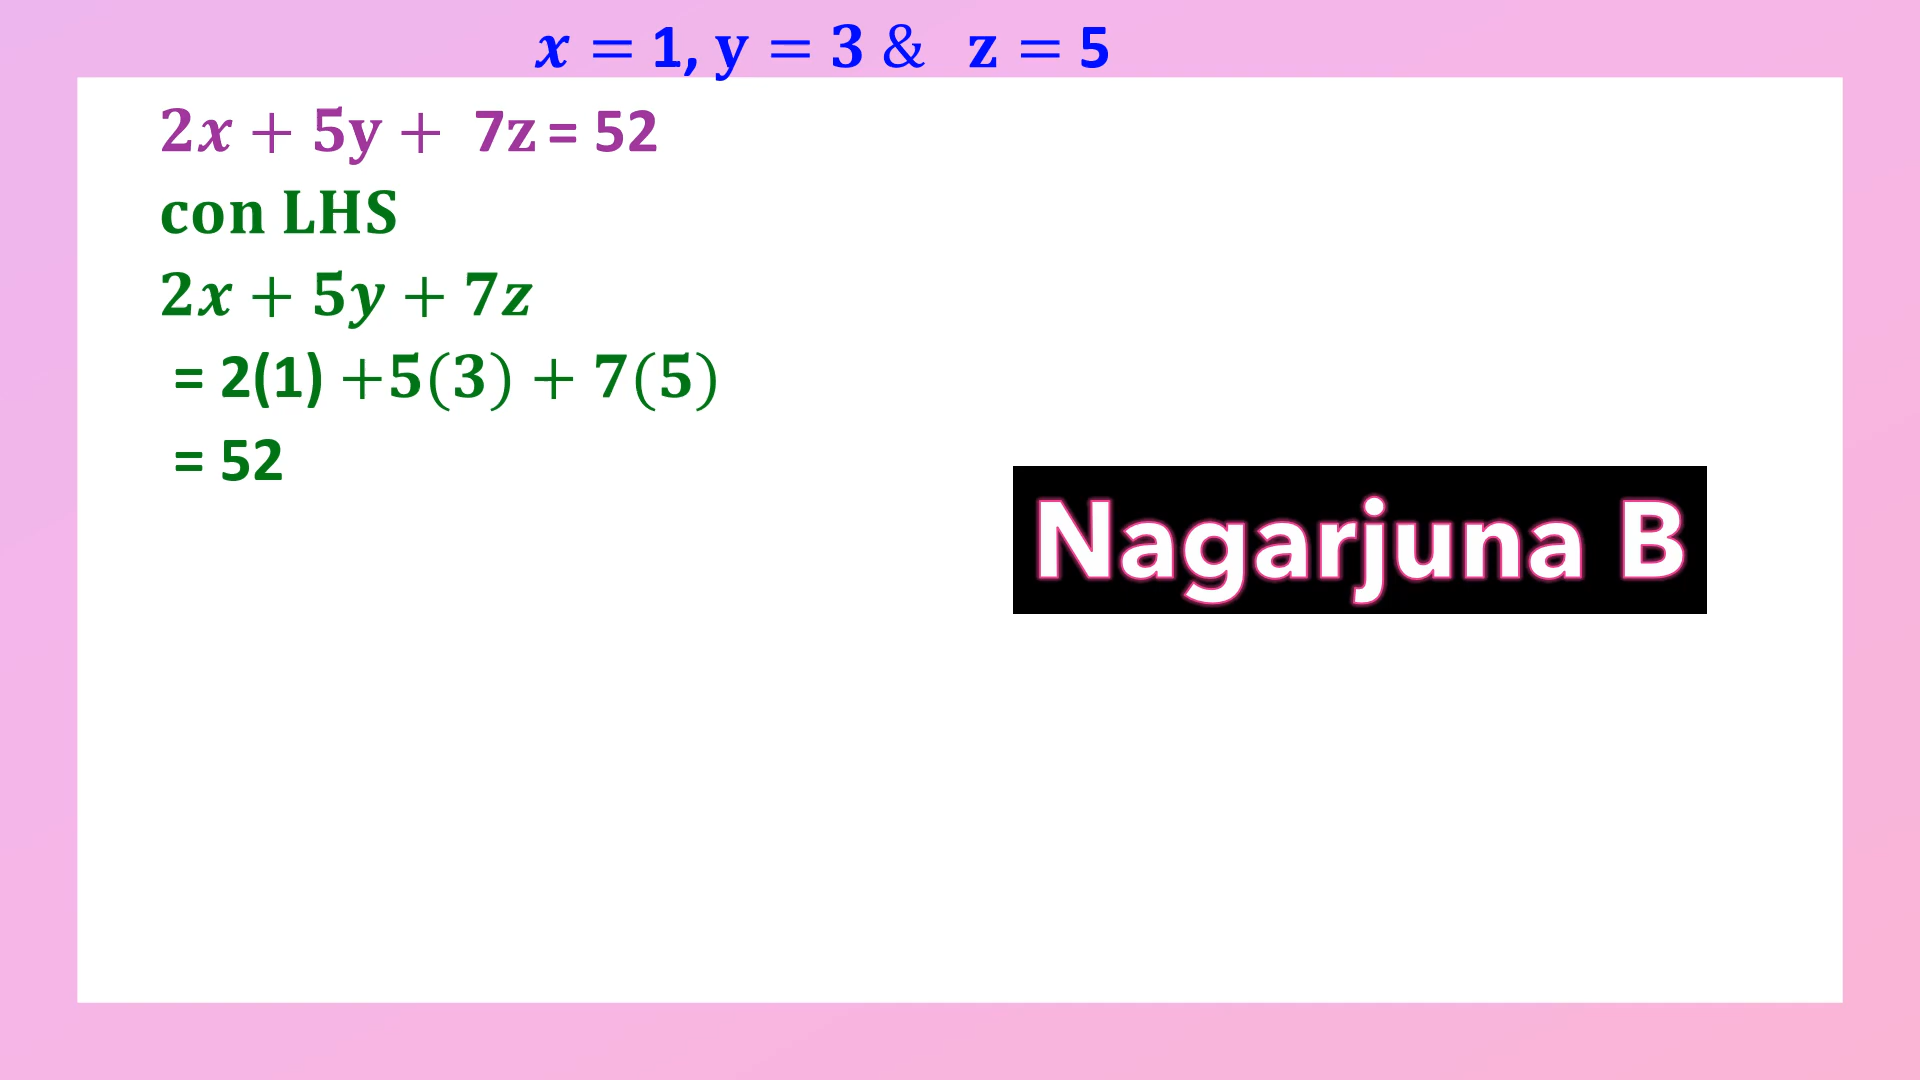 x = 1, y = 3 & z = 5
2x + 5y + 7z = 52
con LHS
2x + 5y + 7z
= 2(1) +5(3) + 7(5)
= 52
Nagarjuna B